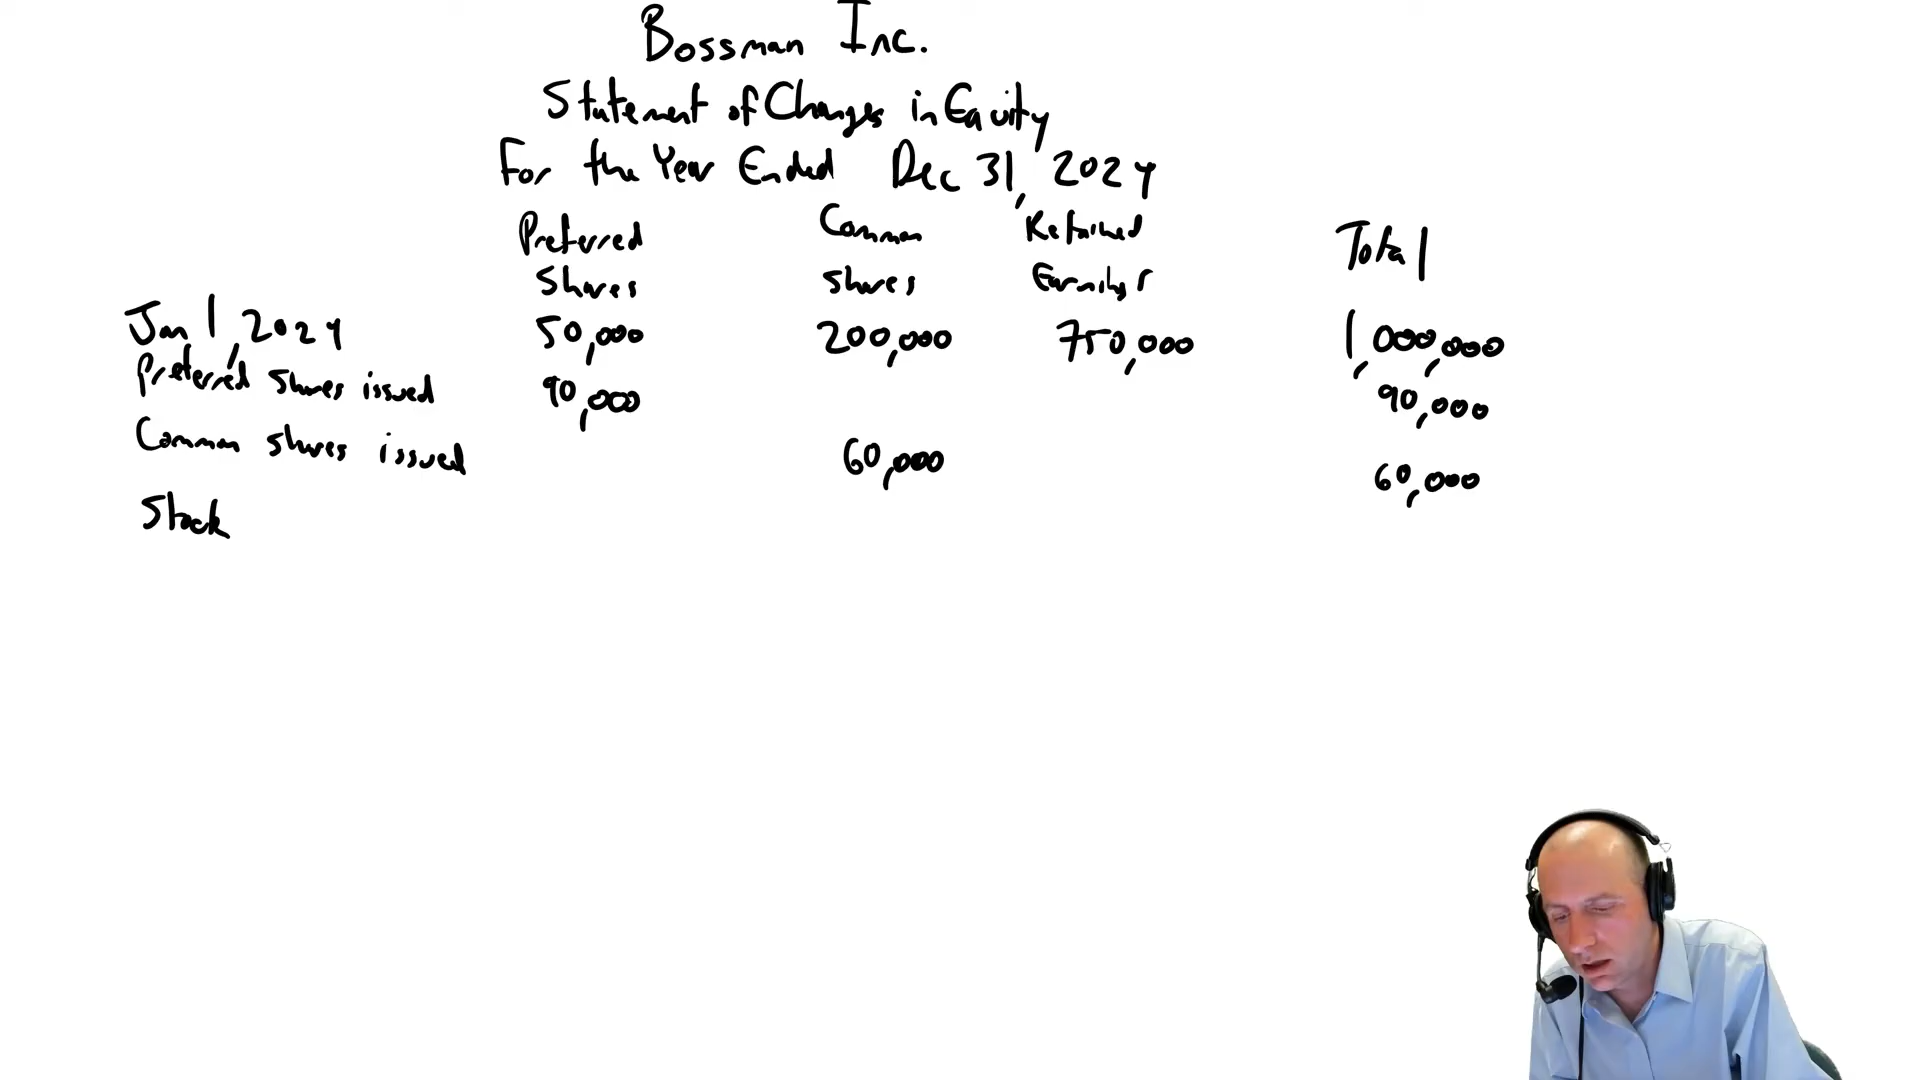 Bossman Inc.
Statement of Changes in Equity
For the Year Ended Dec 31, 2024
Preferred Common Retained Total
Shares shares Earnings
Jan 1, 2024 50,000 200,000 750,000 1,000,000
Preferred shares issued 90,000 90,000
Common shares issued 60,000 60,000
Stock